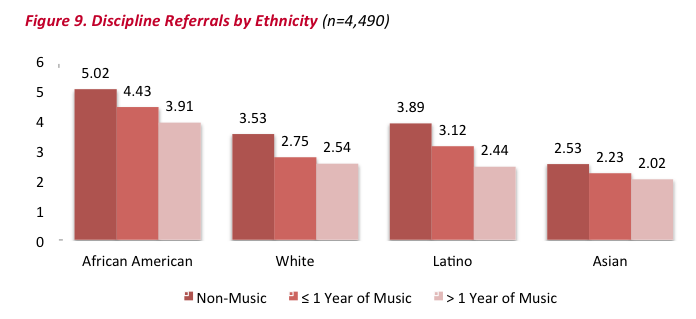 Figure 9. Discipline Referrals by Ethnicity (n=4,490)
6
5
4
3
2
1
0
5.02 4.43 3.91
3.53 2.75 2.54
3.89 3.12 2.44
2.53 2.23 2.02
African American White Latino Asian
Non-Music ≤ 1 Year of Music > 1 Year of Music